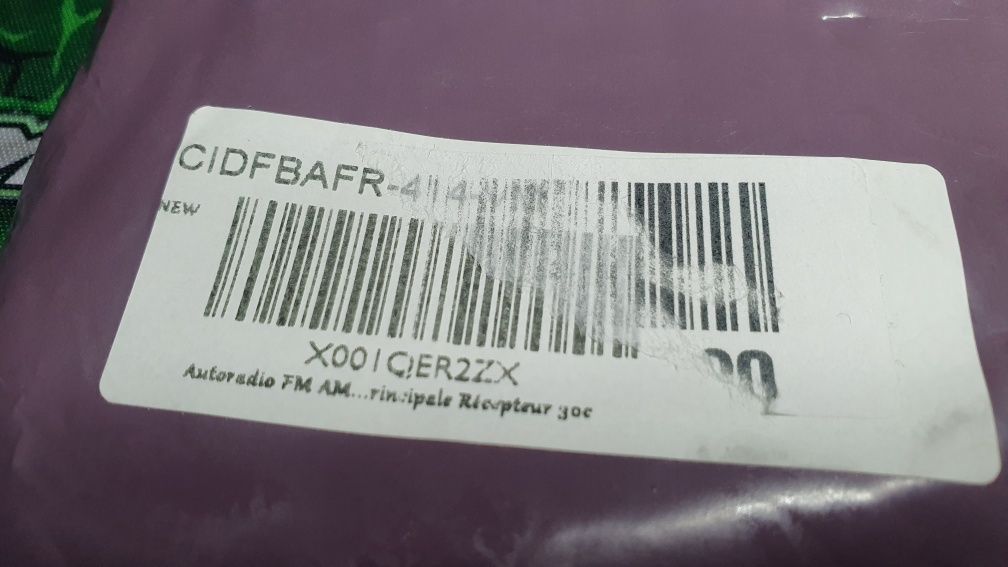 CIDFBAFR-414
NEW
X001QER2ZX
Autoradio FM AM...rincipale Récepteur 30c